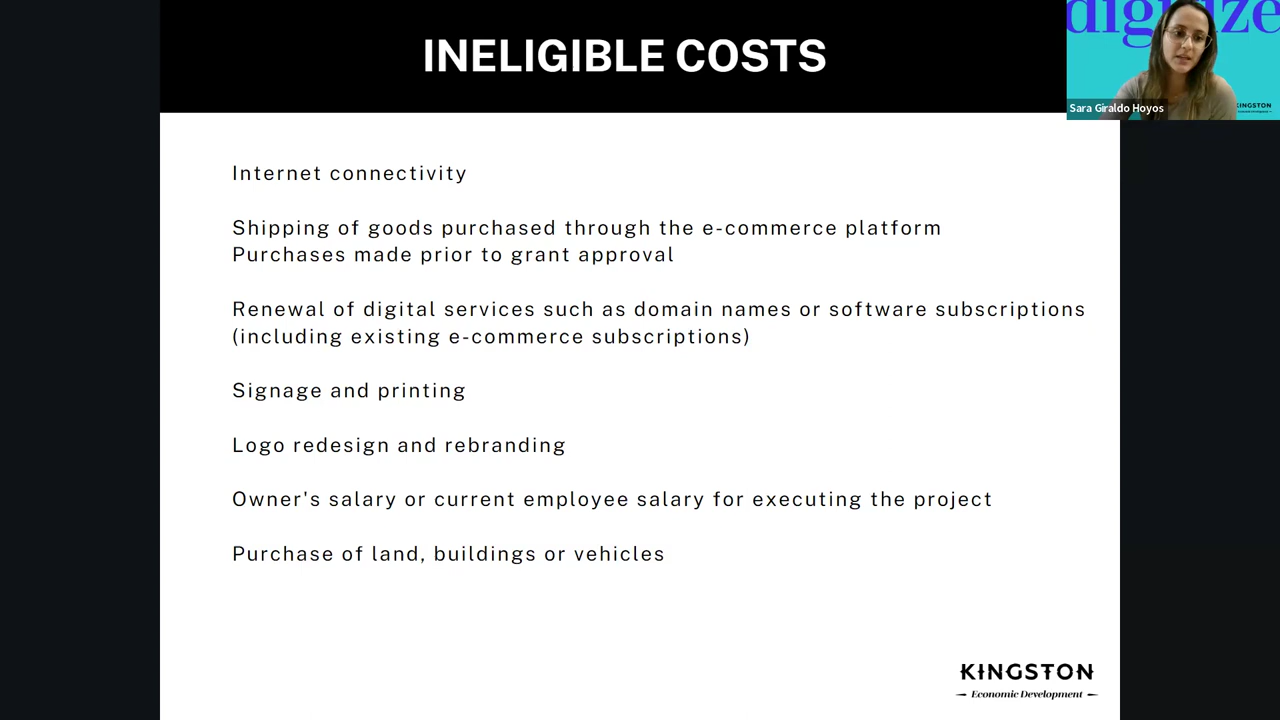 INELIGIBLE COSTS
digitize
Sara Giraldo Hoyos
KINGSTON
Internet connectivity
Shipping of goods purchased through the e-commerce platform
Purchases made prior to grant approval
Renewal of digital services such as domain names or software subscriptions
(including existing e-commerce subscriptions)
Signage and printing
Logo redesign and rebranding
Owner's salary or current employee salary for executing the project
Purchase of land, buildings or vehicles
KINGSTON
Economic Development